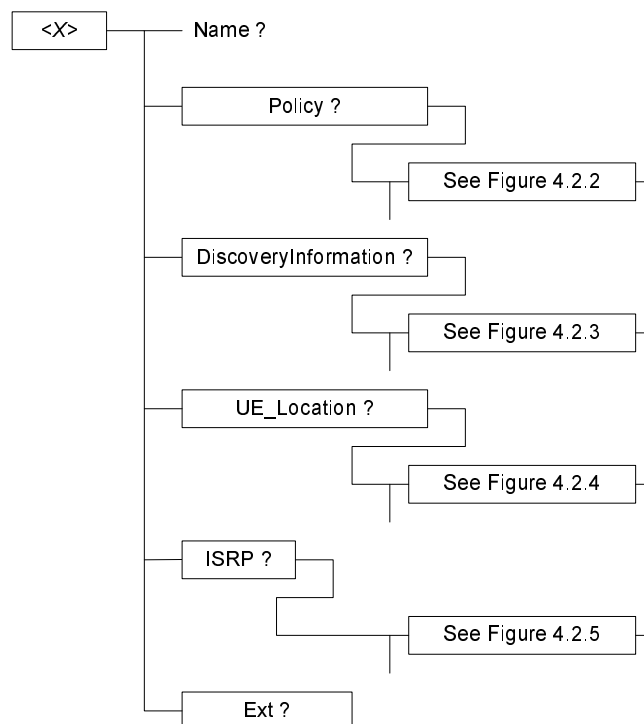 <X>
Name ?
Policy ?
See Figure 4.2.2
DiscoveryInformation ?
See Figure 4.2.3
UE_Location ?
See Figure 4.2.4
ISRP ?
See Figure 4.2.5
Ext ?